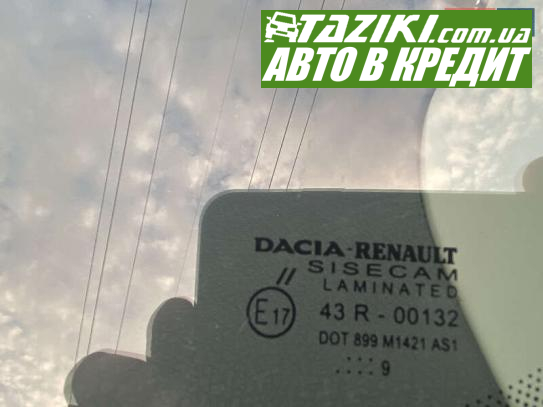 TAZIKI.com.ua
АВТО В КРЕДИТ
DACIA-RENAULT
SISECAM
//
LAMINATED
E17
43 R - 00132
DOT 899 M1421 AS1
..... 9